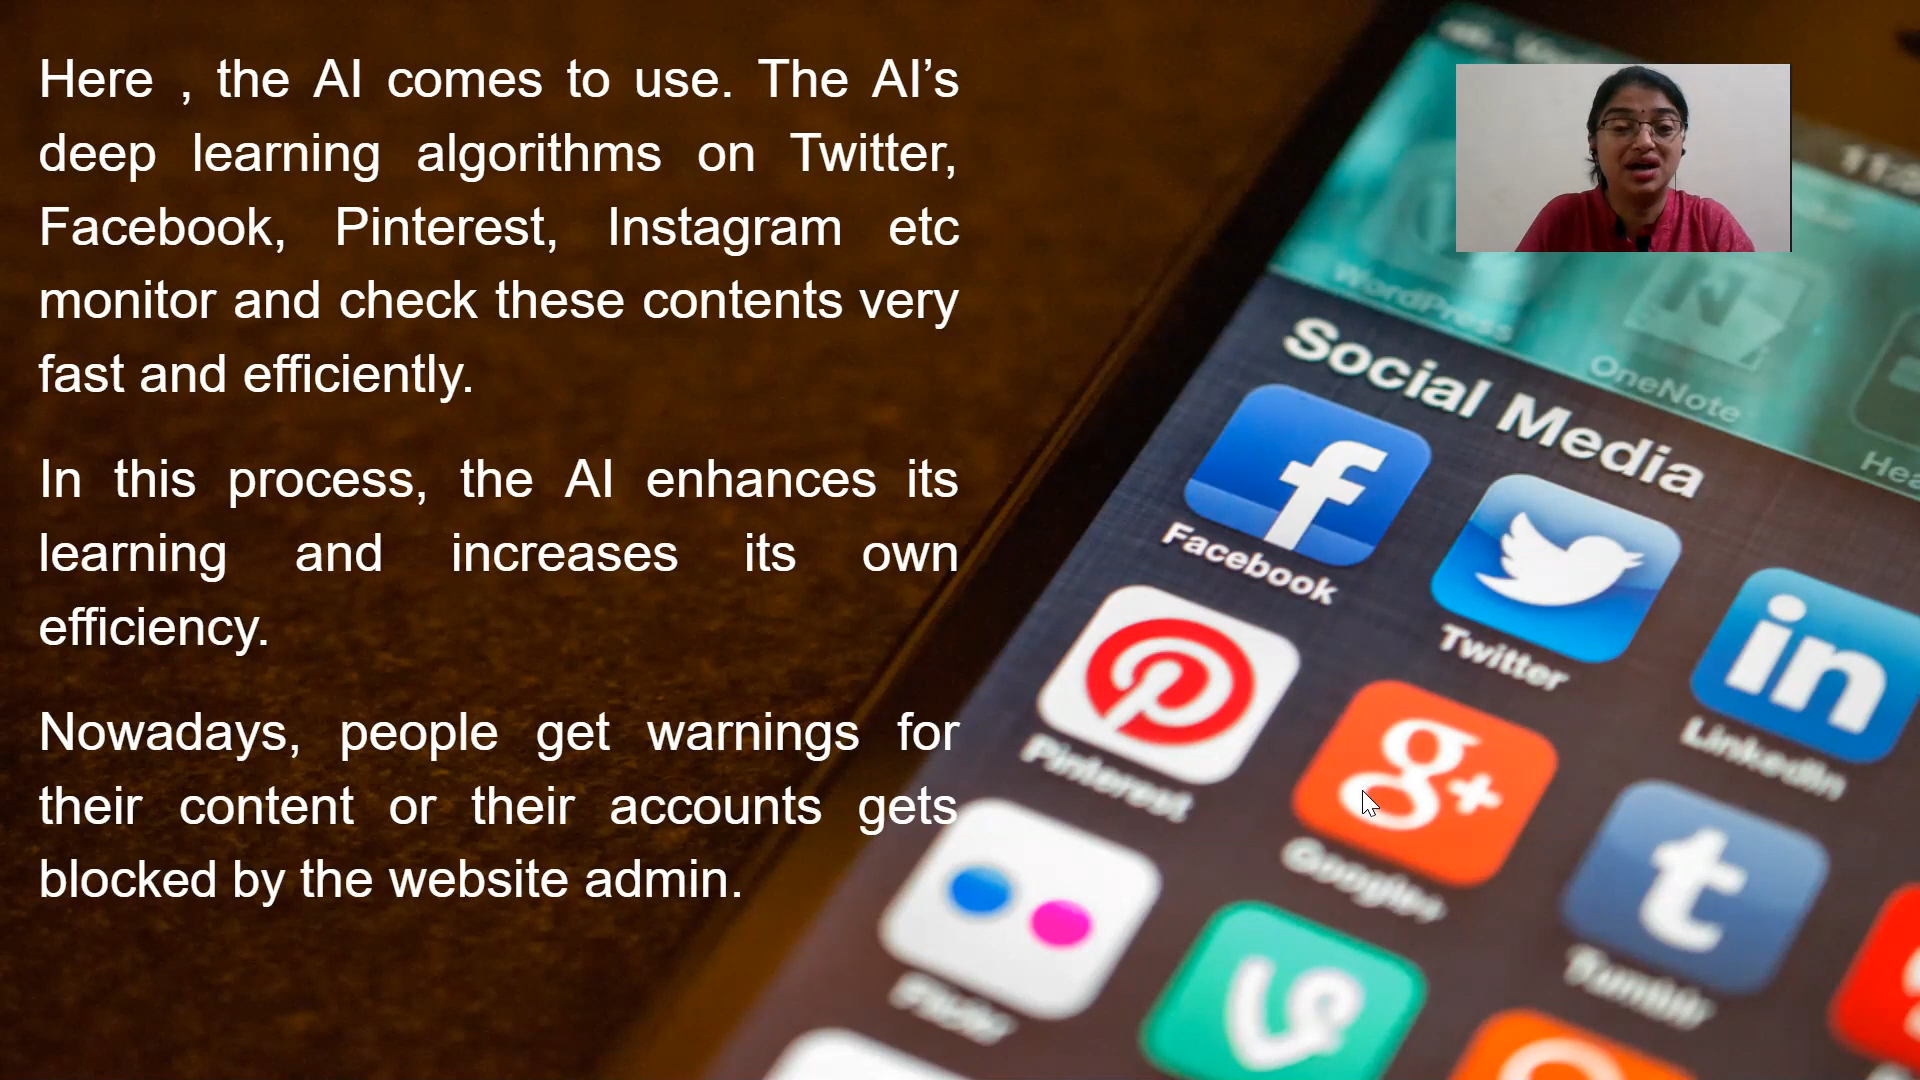 Here , the AI comes to use. The AI’s
deep learning algorithms on Twitter,
Facebook, Pinterest, Instagram etc
monitor and check these contents very
fast and efficiently.
In this process, the AI enhances its
learning and increases its own
efficiency.
Nowadays, people get warnings for
their content or their accounts gets
blocked by the website admin.
WordPress
OneNote
Social Media
Facebook
Twitter
LinkedIn
Pinterest
Google+
Tumblr
Flickr